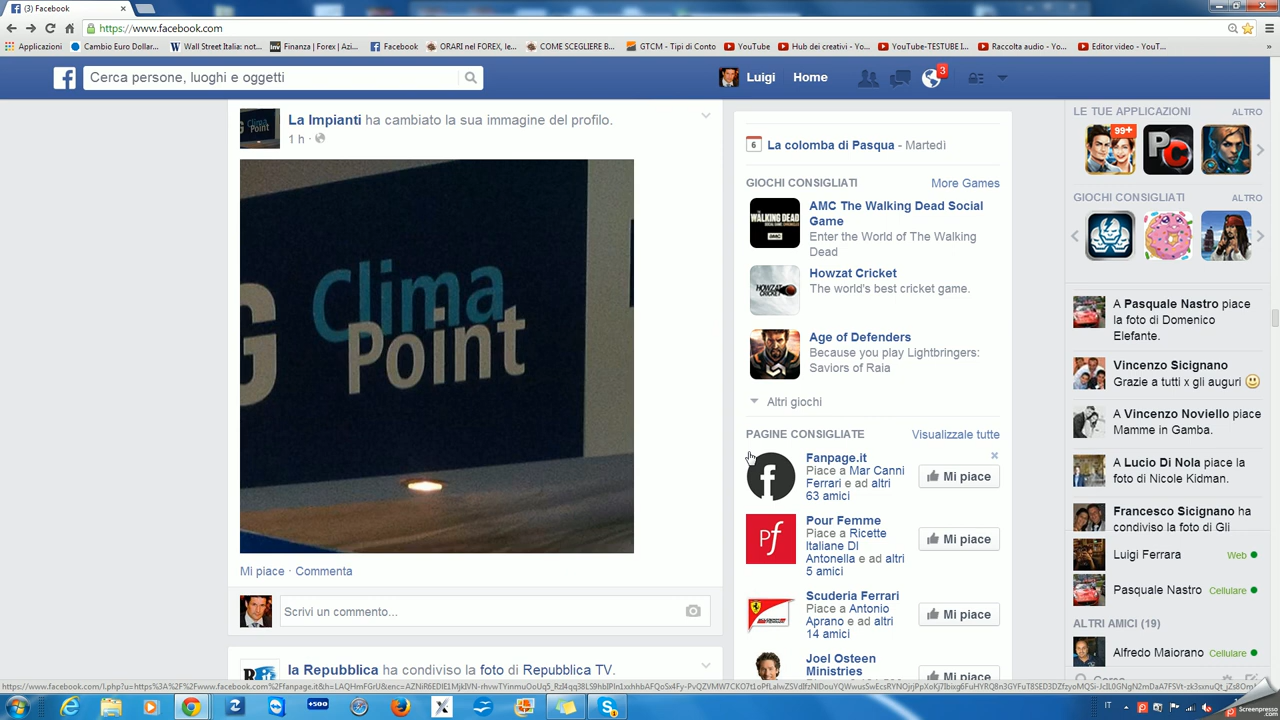 (3) Facebook
https://www.facebook.com
Applicazioni
Cambio Euro Dollar...
Wall Street Italia: not...
Finanza | Forex | Azi...
Facebook
ORARI nel FOREX, le...
COME SCEGLIERE B...
GTCM - Tipi di Conto
YouTube
Hub dei creativi - Yo...
YouTube-TESTUBE I...
Raccolta audio - Yo...
Editor video - YouT...
Cerca persone, luoghi e oggetti
Luigi
Home
3
La Impianti ha cambiato la sua immagine del profilo.
1 h ·
Clima
Point
G
Mi piace · Commenta
Scrivi un commento...
la Repubblica ha condiviso la foto di Repubblica TV.
6 La colomba di Pasqua - Martedì
GIOCHI CONSIGLIATI More Games
AMC The Walking Dead Social
Game
Enter the World of The Walking
Dead
Howzat Cricket
The world's best cricket game.
Age of Defenders
Because you play Lightbringers:
Saviors of Raia
Altri giochi
PAGINE CONSIGLIATE Visualizzale tutte
Fanpage.it
Piace a Mar Canni
Ferrari e ad altri
63 amici
Mi piace
Pour Femme
Piace a Ricette
Italiane DI
Antonella e ad altri
5 amici
Mi piace
Scuderia Ferrari
Piace a Antonio
Aprano e ad altri
14 amici
Mi piace
Joel Osteen
Ministries
Mi piace
LE TUE APPLICAZIONI ALTRO
99+
GIOCHI CONSIGLIATI ALTRO
A Pasquale Nastro piace
la foto di Domenico
Elefante.
Vincenzo Sicignano
Grazie a tutti x gli auguri
A Vincenzo Noviello piace
Mamme in Gamba.
A Lucio Di Nola piace la
foto di Nicole Kidman.
Francesco Sicignano ha
condiviso la foto di Gli
Luigi Ferrara Web
Pasquale Nastro Cellulare
ALTRI AMICI (19)
Alfredo Maiorano Cellulare
Cerca
IT
Screenpresso.com